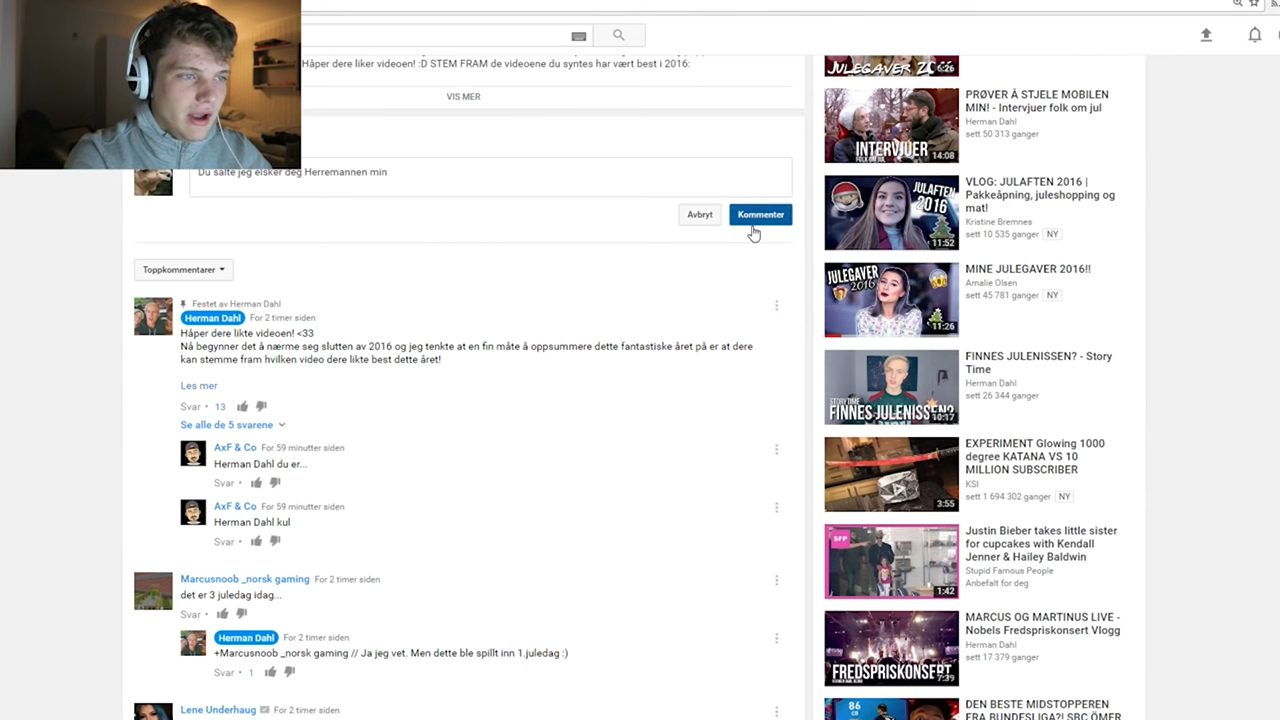 Håper dere liker videoen! :D STEM FRAM de videoene du syntes har vært best i 2016:
VIS MER
Du salte jeg elsker deg Herremannen min
Avbryt
Kommenter
Toppkommentarer
Festet av Herman Dahl
Herman Dahl For 2 timer siden
Håper dere likte videoen! <33
Nå begynner det å nærme seg slutten av 2016 og jeg tenkte at en fin måte å oppsummere dette fantastiske året på er at dere
kan stemme fram hvilken video dere likte best dette året!
Les mer
Svar • 13
Se alle de 5 svarene
AxF & Co For 59 minutter siden
Herman Dahl du er...
Svar •
AxF & Co For 59 minutter siden
Herman Dahl kul
Svar •
Marcusnoob _norsk gaming For 2 timer siden
det er 3 juledag idag...
Svar •
Herman Dahl For 2 timer siden
+Marcusnoob _norsk gaming // Ja jeg vet. Men dette ble spillt inn 1.juledag :)
Svar • 1
Lene Underhaug For 2 timer siden
JULEGAVER
6:26
INTERVJUER
FOLK OM JUL
14:08
PRØVER Å STJELE MOBILEN
MIN! - Intervjuer folk om jul
Herman Dahl
sett 50 313 ganger
JULAFTEN
2016
11:52
VLOG: JULAFTEN 2016 |
Pakkeåpning, juleshopping og
mat!
Kristine Bremnes
sett 10 535 ganger NY
JULEGAVER
2016
11:26
MINE JULEGAVER 2016!!
Amalie Olsen
sett 45 781 ganger NY
STORYTIME
FINNES JULENISSEN?
10:17
FINNES JULENISSEN? - Story
Time
Herman Dahl
sett 26 344 ganger
3:55
EXPERIMENT Glowing 1000
degree KATANA VS 10
MILLION SUBSCRIBER
KSI
sett 1 694 302 ganger NY
SFP
1:42
Justin Bieber takes little sister
for cupcakes with Kendall
Jenner & Hailey Baldwin
Stupid Famous People
Anbefalt for deg
FREDSPRISKONSERT
7:39
MARCUS OG MARTINUS LIVE -
Nobels Fredspriskonsert Vlogg
Herman Dahl
sett 17 379 ganger
86
CB
DEN BESTE MIDSTOPPEREN
FRA BUNDESLIGA?! SBC ÖMER